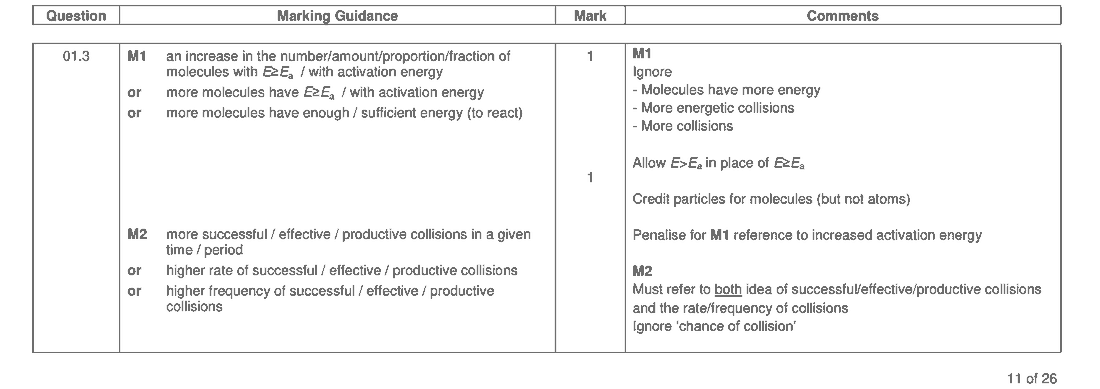 Question Marking Guidance Mark Comments
01.3 M1 an increase in the number/amount/proportion/fraction of
molecules with E≥Ea / with activation energy
or more molecules have E≥Ea / with activation energy
or more molecules have enough / sufficient energy (to react)
M2 more successful / effective / productive collisions in a given
time / period
or higher rate of successful / effective / productive collisions
or higher frequency of successful / effective / productive
collisions
1
1
M1
Ignore
- Molecules have more energy
- More energetic collisions
- More collisions
Allow E>Ea in place of E≥Ea
Credit particles for molecules (but not atoms)
Penalise for M1 reference to increased activation energy
M2
Must refer to both idea of successful/effective/productive collisions
and the rate/frequency of collisions
Ignore 'chance of collision'
11 of 26